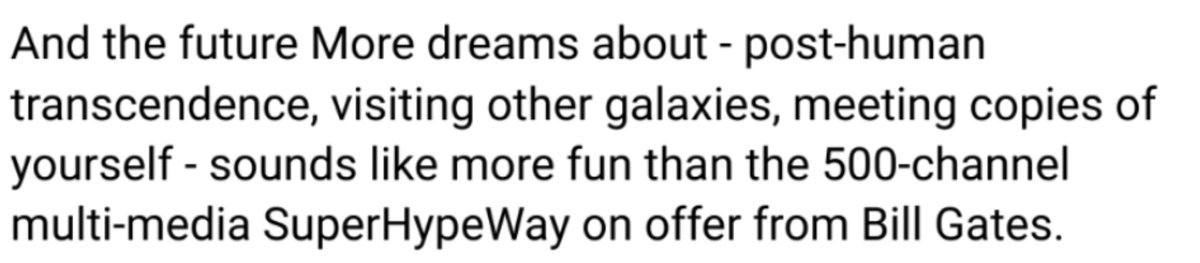 And the future More dreams about - post-human
transcendence, visiting other galaxies, meeting copies of
yourself - sounds like more fun than the 500-channel
multi-media SuperHypeWay on offer from Bill Gates.